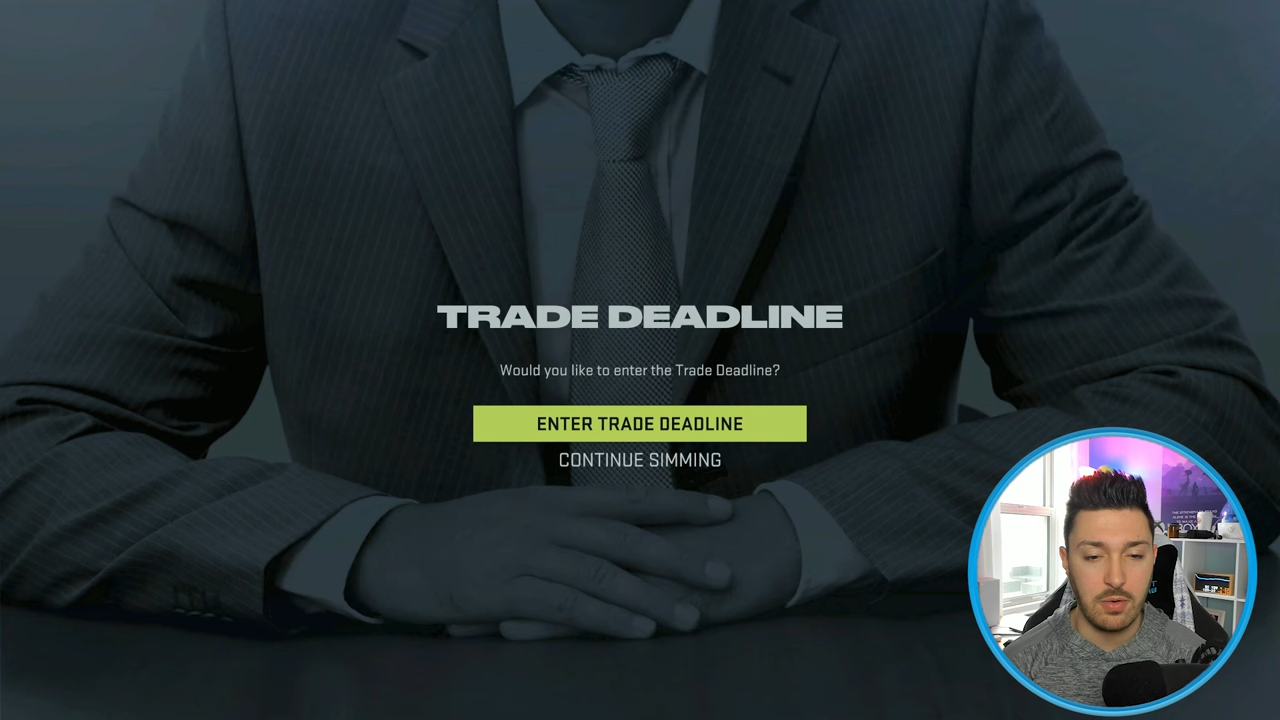 TRADE DEADLINE
Would you like to enter the Trade Deadline?
ENTER TRADE DEADLINE
CONTINUE SIMMING